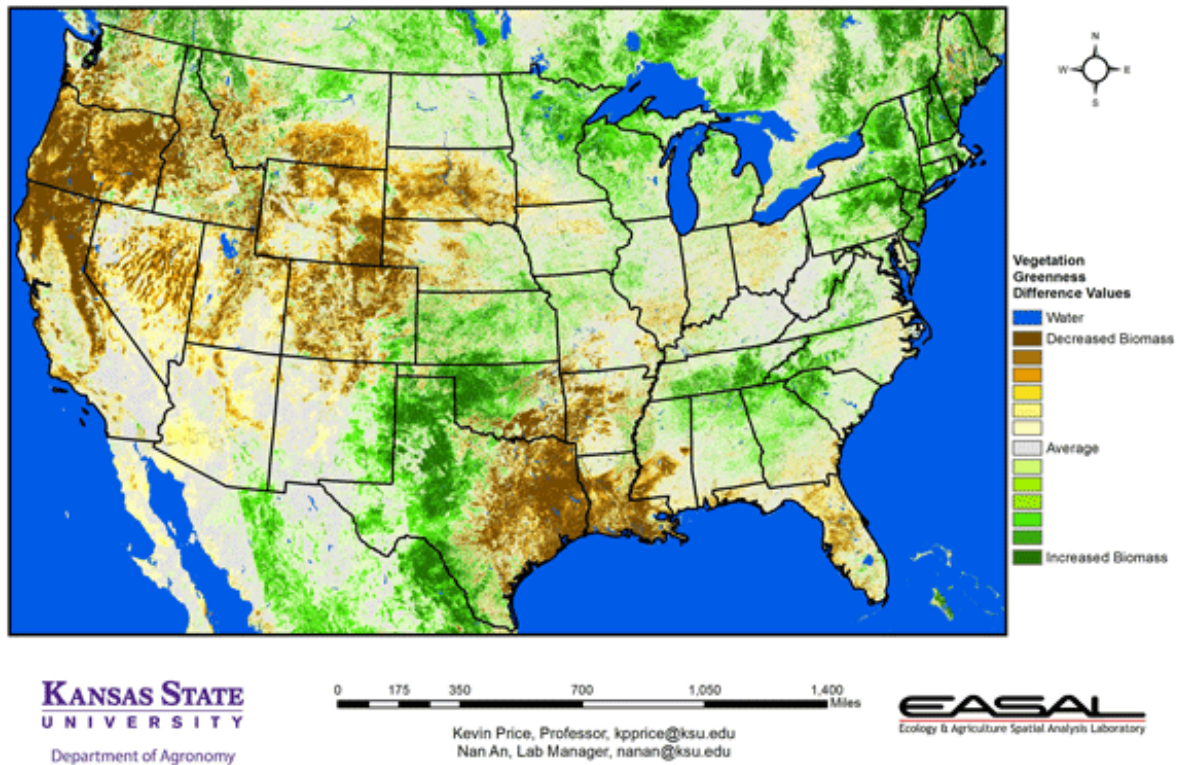 N
W E
S
Vegetation
Greenness
Difference Values
Water
Decreased Biomass
Average
Increased Biomass
KANSAS STATE
UNIVERSITY
Department of Agronomy
0 175 350 700 1,050 1,400
Miles
Kevin Price, Professor, kpprice@ksu.edu
Nan An, Lab Manager, nanan@ksu.edu
EASAL
Ecology & Agriculture Spatial Analysis Laboratory